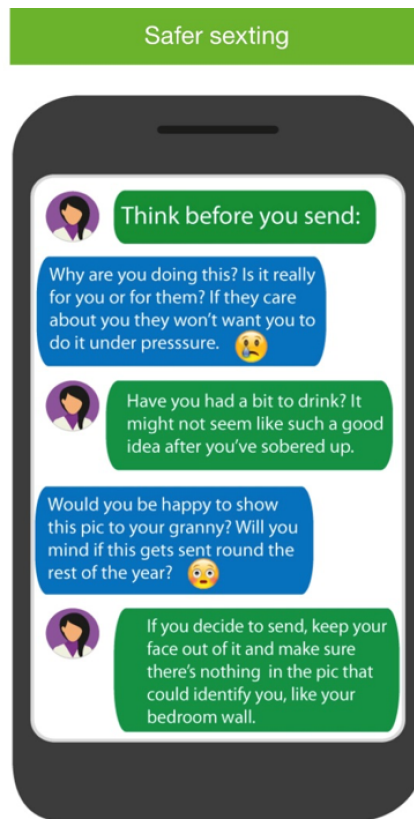 Safer sexting
Think before you send:
Why are you doing this? Is it really
for you or for them? If they care
about you they won't want you to
do it under presssure.
Have you had a bit to drink? It
might not seem like such a good
idea after you've sobered up.
Would you be happy to show
this pic to your granny? Will you
mind if this gets sent round the
rest of the year?
If you decide to send, keep your
face out of it and make sure
there's nothing in the pic that
could identify you, like your
bedroom wall.